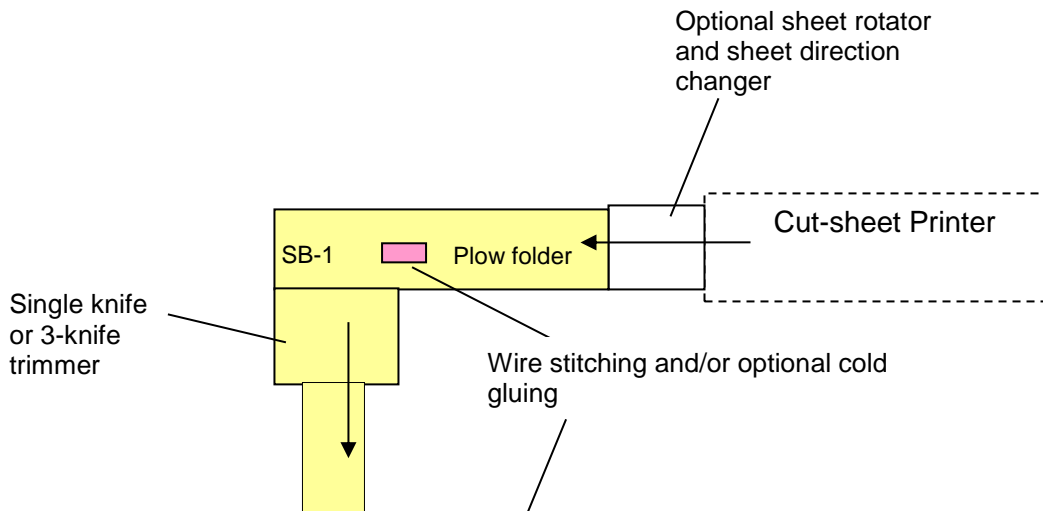 Optional sheet rotator
and sheet direction
changer
Cut-sheet Printer
SB-1
Plow folder
Single knife
or 3-knife
trimmer
Wire stitching and/or optional cold
gluing